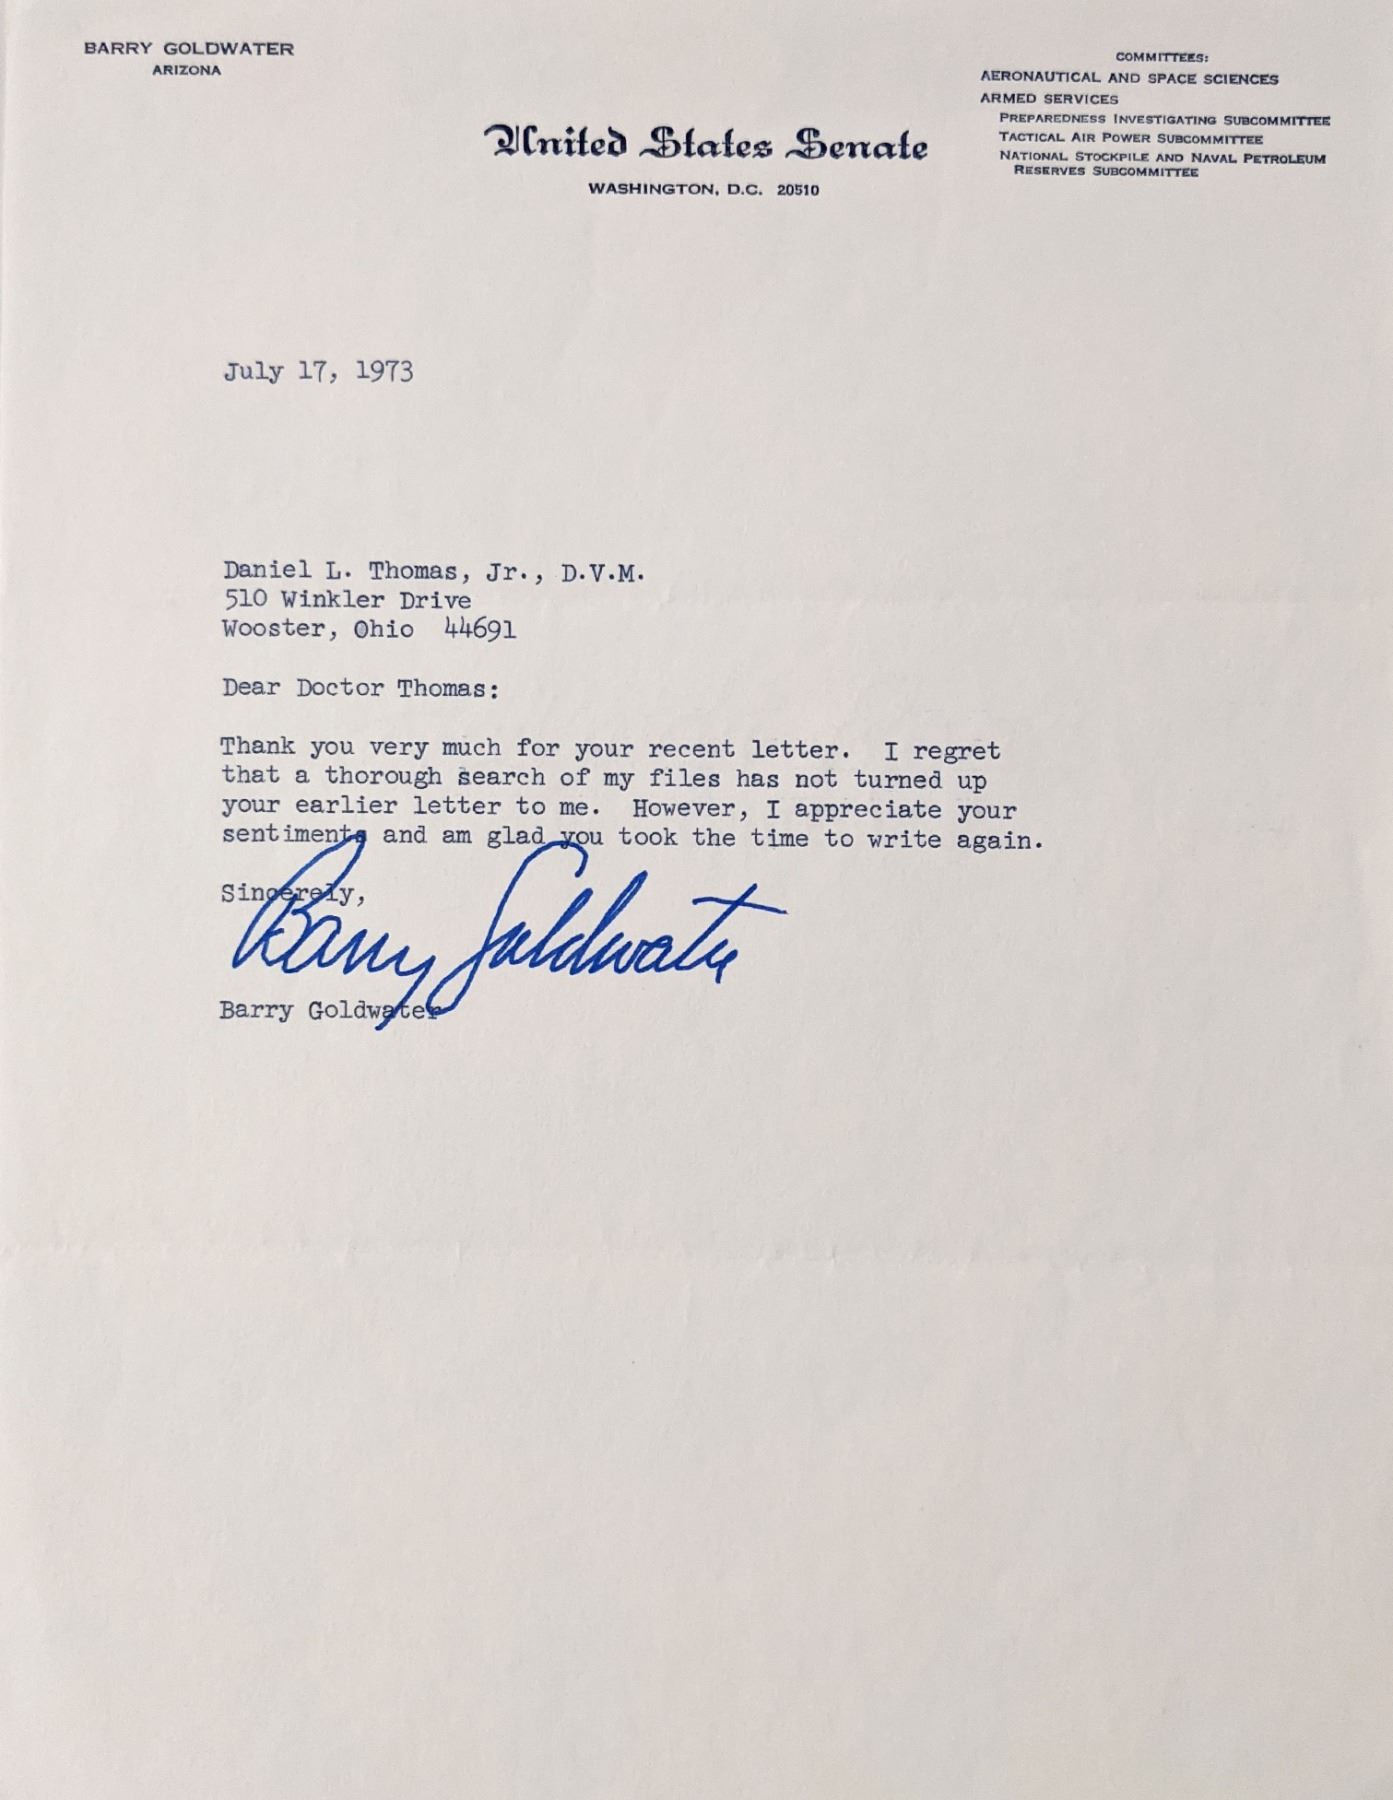 BARRY GOLDWATER
ARIZONA
COMMITTEES:
AERONAUTICAL AND SPACE SCIENCES
ARMED SERVICES
PREPAREDNESS INVESTIGATING SUBCOMMITTEE
TACTICAL AIR POWER SUBCOMMITTEE
NATIONAL STOCKPILE AND NAVAL PETROLEUM
RESERVES SUBCOMMITTEE
United States Senate
WASHINGTON, D.C. 20510
July 17, 1973
Daniel L. Thomas, Jr., D.V.M.
510 Winkler Drive
Wooster, Ohio 44691
Dear Doctor Thomas:
Thank you very much for your recent letter. I regret
that a thorough search of my files has not turned up
your earlier letter to me. However, I appreciate your
sentiments and am glad you took the time to write again.
Sincerely,
Barry Goldwater
Barry Goldwater